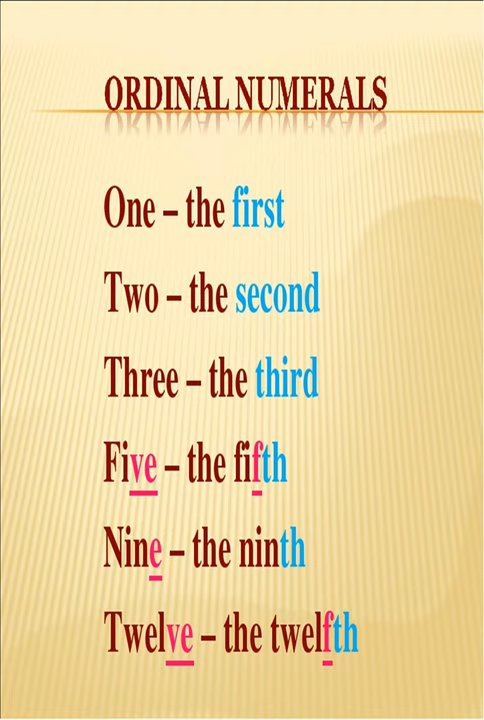 ORDINAL NUMERALS
One – the first
Two – the second
Three – the third
Five – the fifth
Nine – the ninth
Twelve – the twelfth